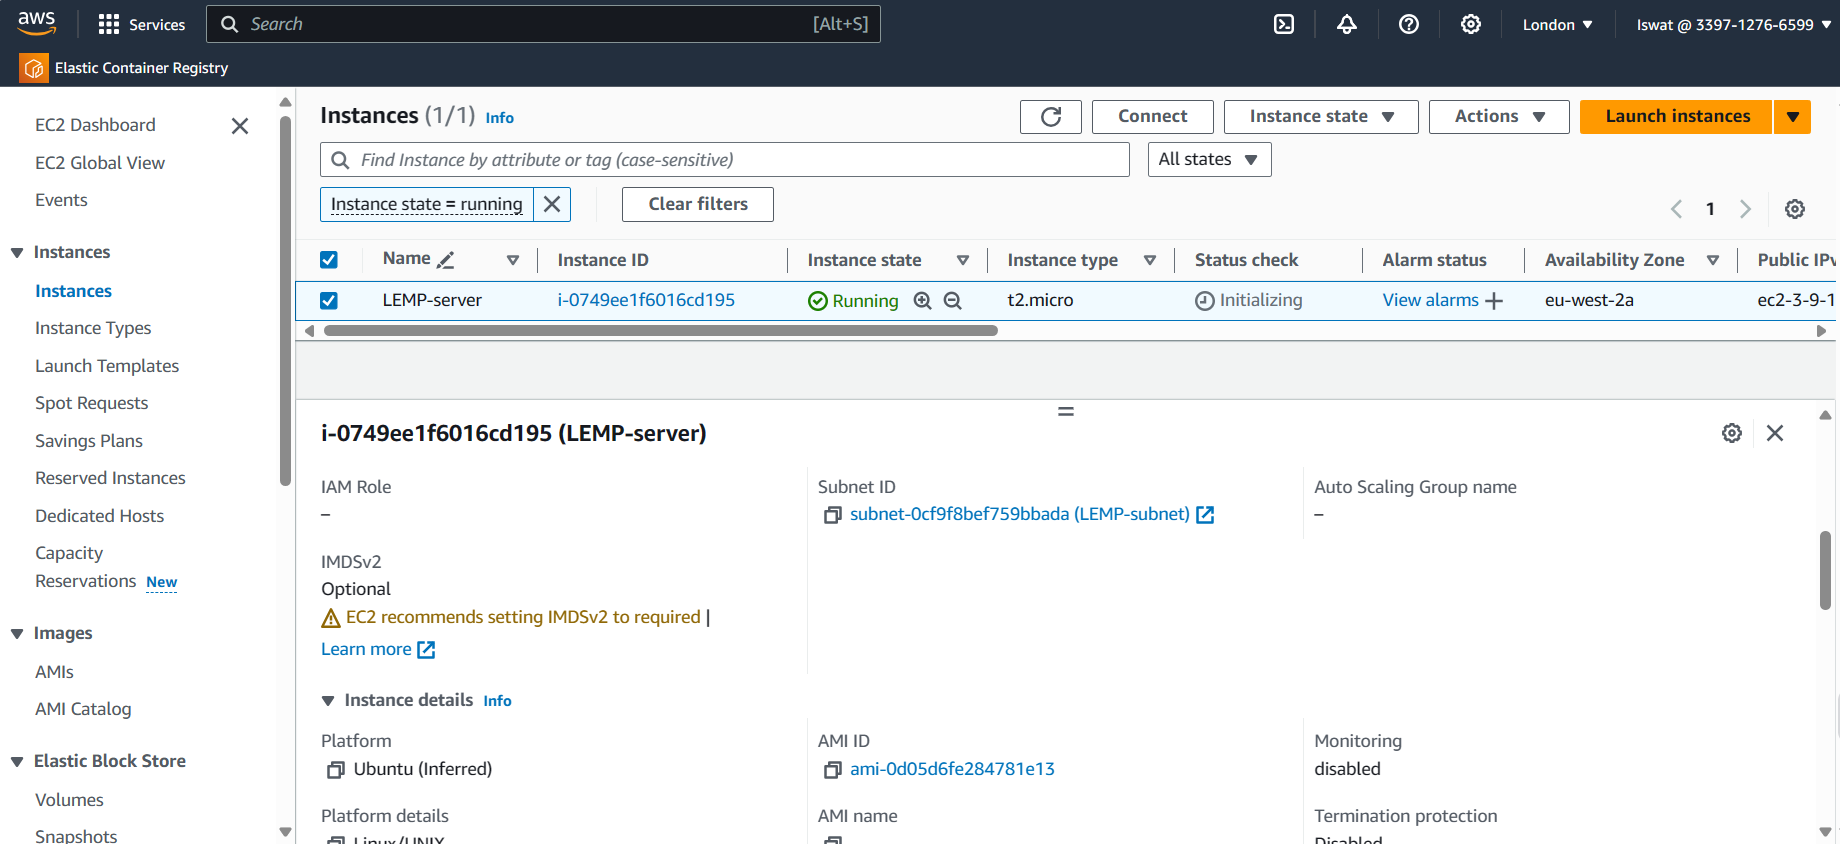 aws
Services
Search
[Alt+S]
London
Iswat @ 3397-1276-6599
Elastic Container Registry
EC2 Dashboard
EC2 Global View
Events
Instances
Instances
Instance Types
Launch Templates
Spot Requests
Savings Plans
Reserved Instances
Dedicated Hosts
Capacity
Reservations New
Images
AMIs
AMI Catalog
Elastic Block Store
Volumes
Snapshots
Instances (1/1) Info
Connect
Instance state
Actions
Launch instances
Find Instance by attribute or tag (case-sensitive)
All states
Instance state = running
Clear filters
1
Name
Instance ID
Instance state
Instance type
Status check
Alarm status
Availability Zone
Public IPv
LEMP-server
i-0749ee1f6016cd195
Running
t2.micro
Initializing
View alarms
eu-west-2a
ec2-3-9-1
i-0749ee1f6016cd195 (LEMP-server)
IAM Role
–
Subnet ID
subnet-0cf9f8bef759bbada (LEMP-subnet)
Auto Scaling Group name
–
IMDSv2
Optional
EC2 recommends setting IMDSv2 to required |
Learn more
Instance details Info
Platform
Ubuntu (Inferred)
AMI ID
ami-0d05d6fe284781e13
Monitoring
disabled
Platform details
Linux/UNIX
AMI name
Termination protection
Disabled